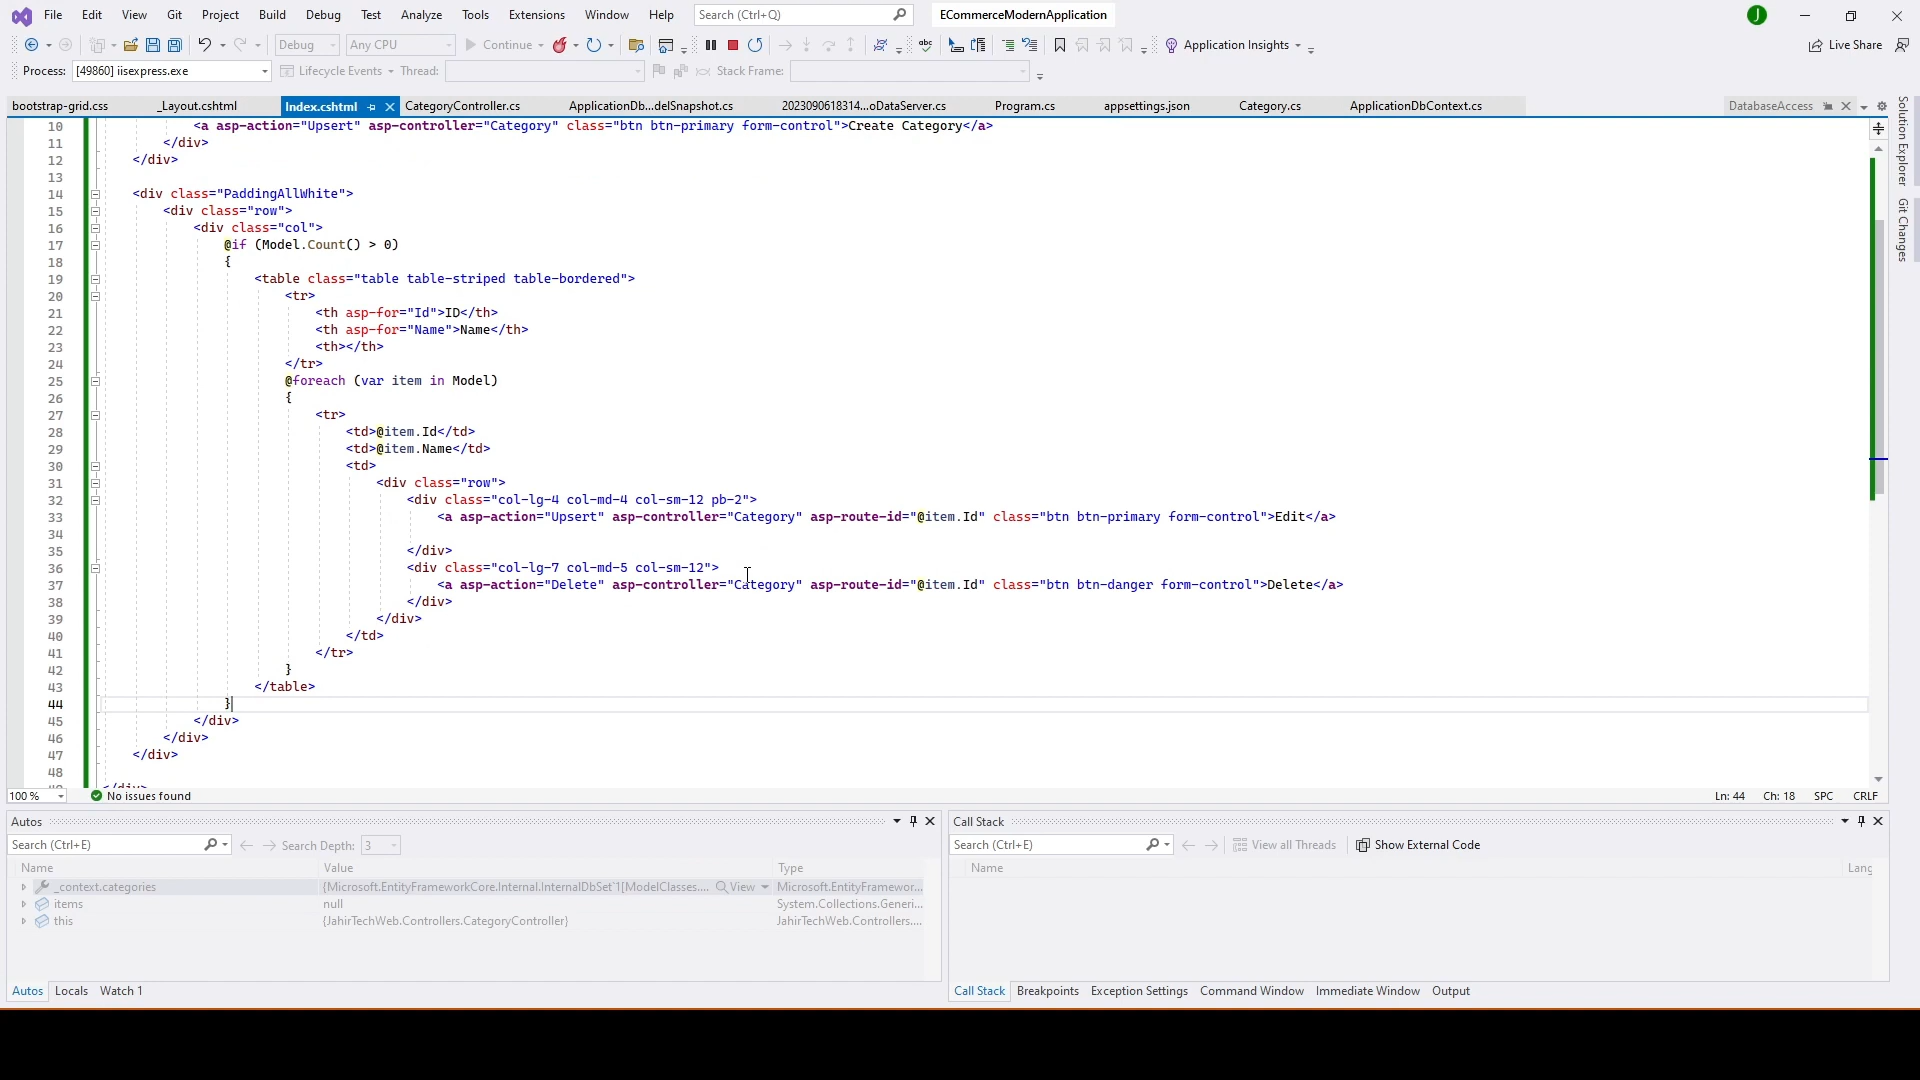 File Edit View Git Project Build Debug Test Analyze Tools Extensions Window Help Search (Ctrl+Q) ECommerceModernApplication J
Debug Any CPU Continue abc Application Insights Live Share
Process: [49860] iisexpress.exe Lifecycle Events Thread: Stack Frame:
bootstrap-grid.css _Layout.cshtml Index.cshtml CategoryController.cs ApplicationDb...delSnapshot.cs 2023090618314...oDataServer.cs Program.cs appsettings.json Category.cs ApplicationDbContext.cs DatabaseAccess
Solution Explorer
Git Changes
10 <a asp-action="Upsert" asp-controller="Category" class="btn btn-primary form-control">Create Category</a>
11 </div>
12 </div>
13
14 <div class="PaddingAllWhite">
15 <div class="row">
16 <div class="col">
17 @if (Model.Count() > 0)
18 {
19 <table class="table table-striped table-bordered">
20 <tr>
21 <th asp-for="Id">ID</th>
22 <th asp-for="Name">Name</th>
23 <th></th>
24 </tr>
25 @foreach (var item in Model)
26 {
27 <tr>
28 <td>@item.Id</td>
29 <td>@item.Name</td>
30 <td>
31 <div class="row">
32 <div class="col-lg-4 col-md-4 col-sm-12 pb-2">
33 <a asp-action="Upsert" asp-controller="Category" asp-route-id="@item.Id" class="btn btn-primary form-control">Edit</a>
34
35 </div>
36 <div class="col-lg-7 col-md-5 col-sm-12">
37 <a asp-action="Delete" asp-controller="Category" asp-route-id="@item.Id" class="btn btn-danger form-control">Delete</a>
38 </div>
39 </div>
40 </td>
41 </tr>
42 }
43 </table>
44 }
45 </div>
46 </div>
47 </div>
48
100 % No issues found Ln: 44 Ch: 18 SPC CRLF
Autos
Search (Ctrl+E) Search Depth: 3
Name Value Type
_context.categories {Microsoft.EntityFrameworkCore.Internal.InternalDbSet`1[ModelClasses.... View Microsoft.EntityFramewor...
items null System.Collections.Generi...
this {JahirTechWeb.Controllers.CategoryController} JahirTechWeb.Controllers....
Autos Locals Watch 1
Call Stack
Search (Ctrl+E) View all Threads Show External Code
Name Lang
Call Stack Breakpoints Exception Settings Command Window Immediate Window Output